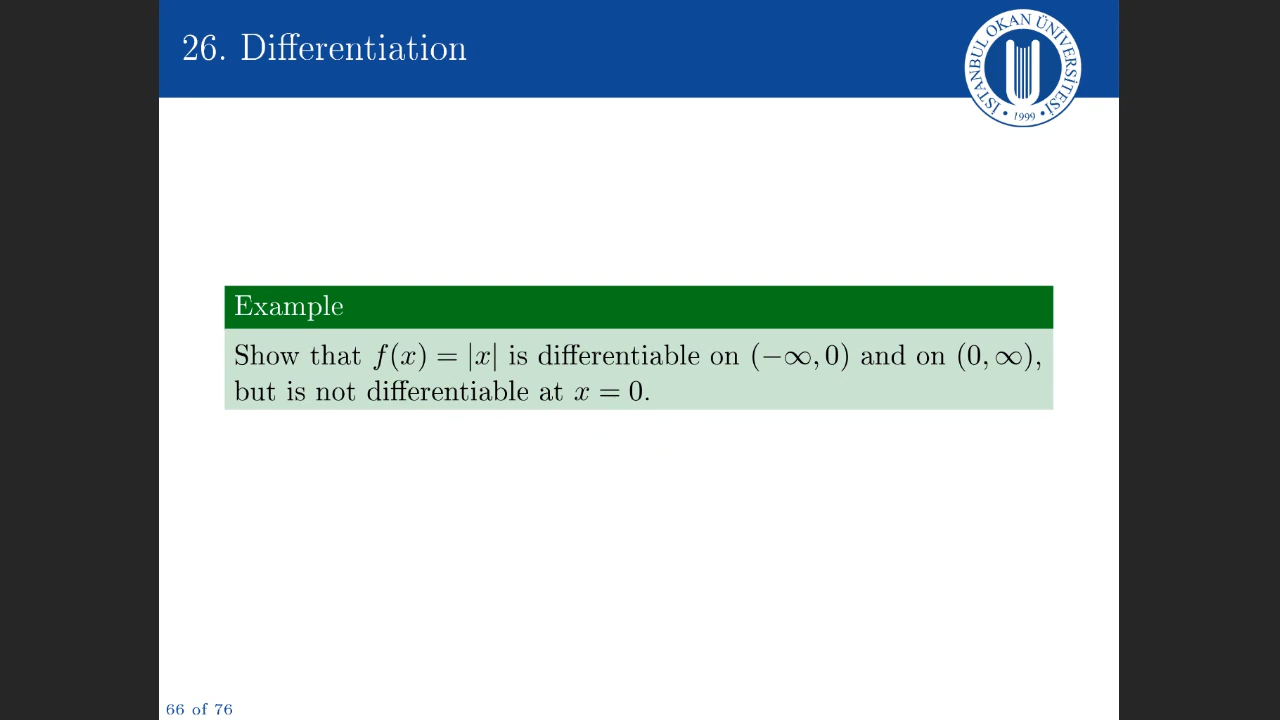 26. Differentiation
İSTANBUL OKAN ÜNİVERSİTESİ
• 1999 •
Example
Show that f(x) = |x| is differentiable on (−∞, 0) and on (0, ∞),
but is not differentiable at x = 0.
66 of 76